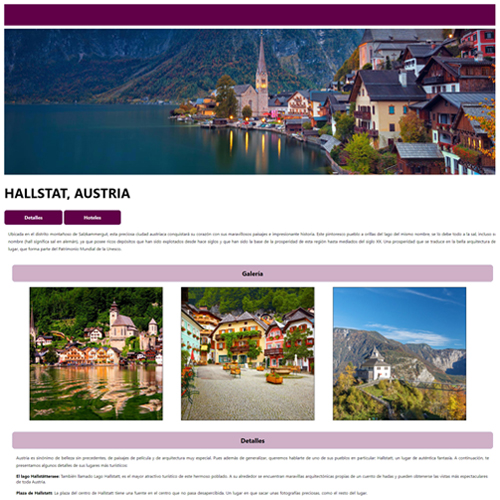 HALLSTAT, AUSTRIA
Detalles
Hoteles
Ubicada en el distrito montañoso de Salzkammergut, esta preciosa ciudad austriaca conquistará su corazón con sus maravillosos paisajes e impresionante historia. Este pintoresco pueblo a orillas del lago del mismo nombre, se lo debe todo a la sal. Incluso su
nombre (hall significa sal en alemán), ya que posee ricos depósitos que han sido explotados desde hace siglos y que han sido la base de la prosperidad de esta región hasta mediados del siglo XX. Una prosperidad que se traduce en la bella arquitectura de
lugar, que forma parte del Patrimonio Mundial de la Unesco.
Galería
Detalles
Austria es sinónimo de belleza sin precedentes, de paisajes de película y de arquitectura muy especial. Pues además de generalizar, queremos hablarte de uno de sus pueblos en particular: Hallstatt, un lugar de auténtica fantasía. A continuación, te
presentamos algunos detalles de sus lugares más turísticos:
El lago Hallstättersee: También llamado Lago Hallstatt, es el mayor atractivo turístico de este hermoso poblado. A su alrededor se encuentran maravillas arquitectónicas propias de un cuento de hadas y pueden obtenerse las vistas más espectaculares
de toda Austria.
Plaza de Hallstatt: La plaza del centro de Hallstatt tiene una fuente en el centro que no pasa desapercibida. Un lugar en que sacar unas fotografías preciosas, como el resto del lugar.